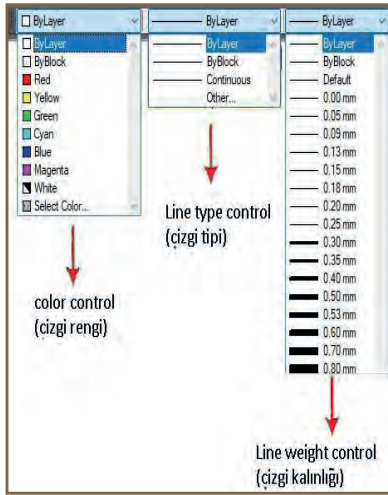 ByLayer
ByLayer
ByBlock
Red
Yellow
Green
Cyan
Blue
Magenta
White
Select Color...
color control
(çizgi rengi)
ByLayer
ByLayer
ByBlock
Continuous
Other...
Line type control
(çizgi tipi)
ByLayer
ByLayer
ByBlock
Default
0.00 mm
0.05 mm
0.09 mm
0.13 mm
0.15 mm
0.18 mm
0.20 mm
0.25 mm
0.30 mm
0.35 mm
0.40 mm
0.50 mm
0.53 mm
0.60 mm
0.70 mm
0.80 mm
Line weight control
(çizgi kalınlığı)